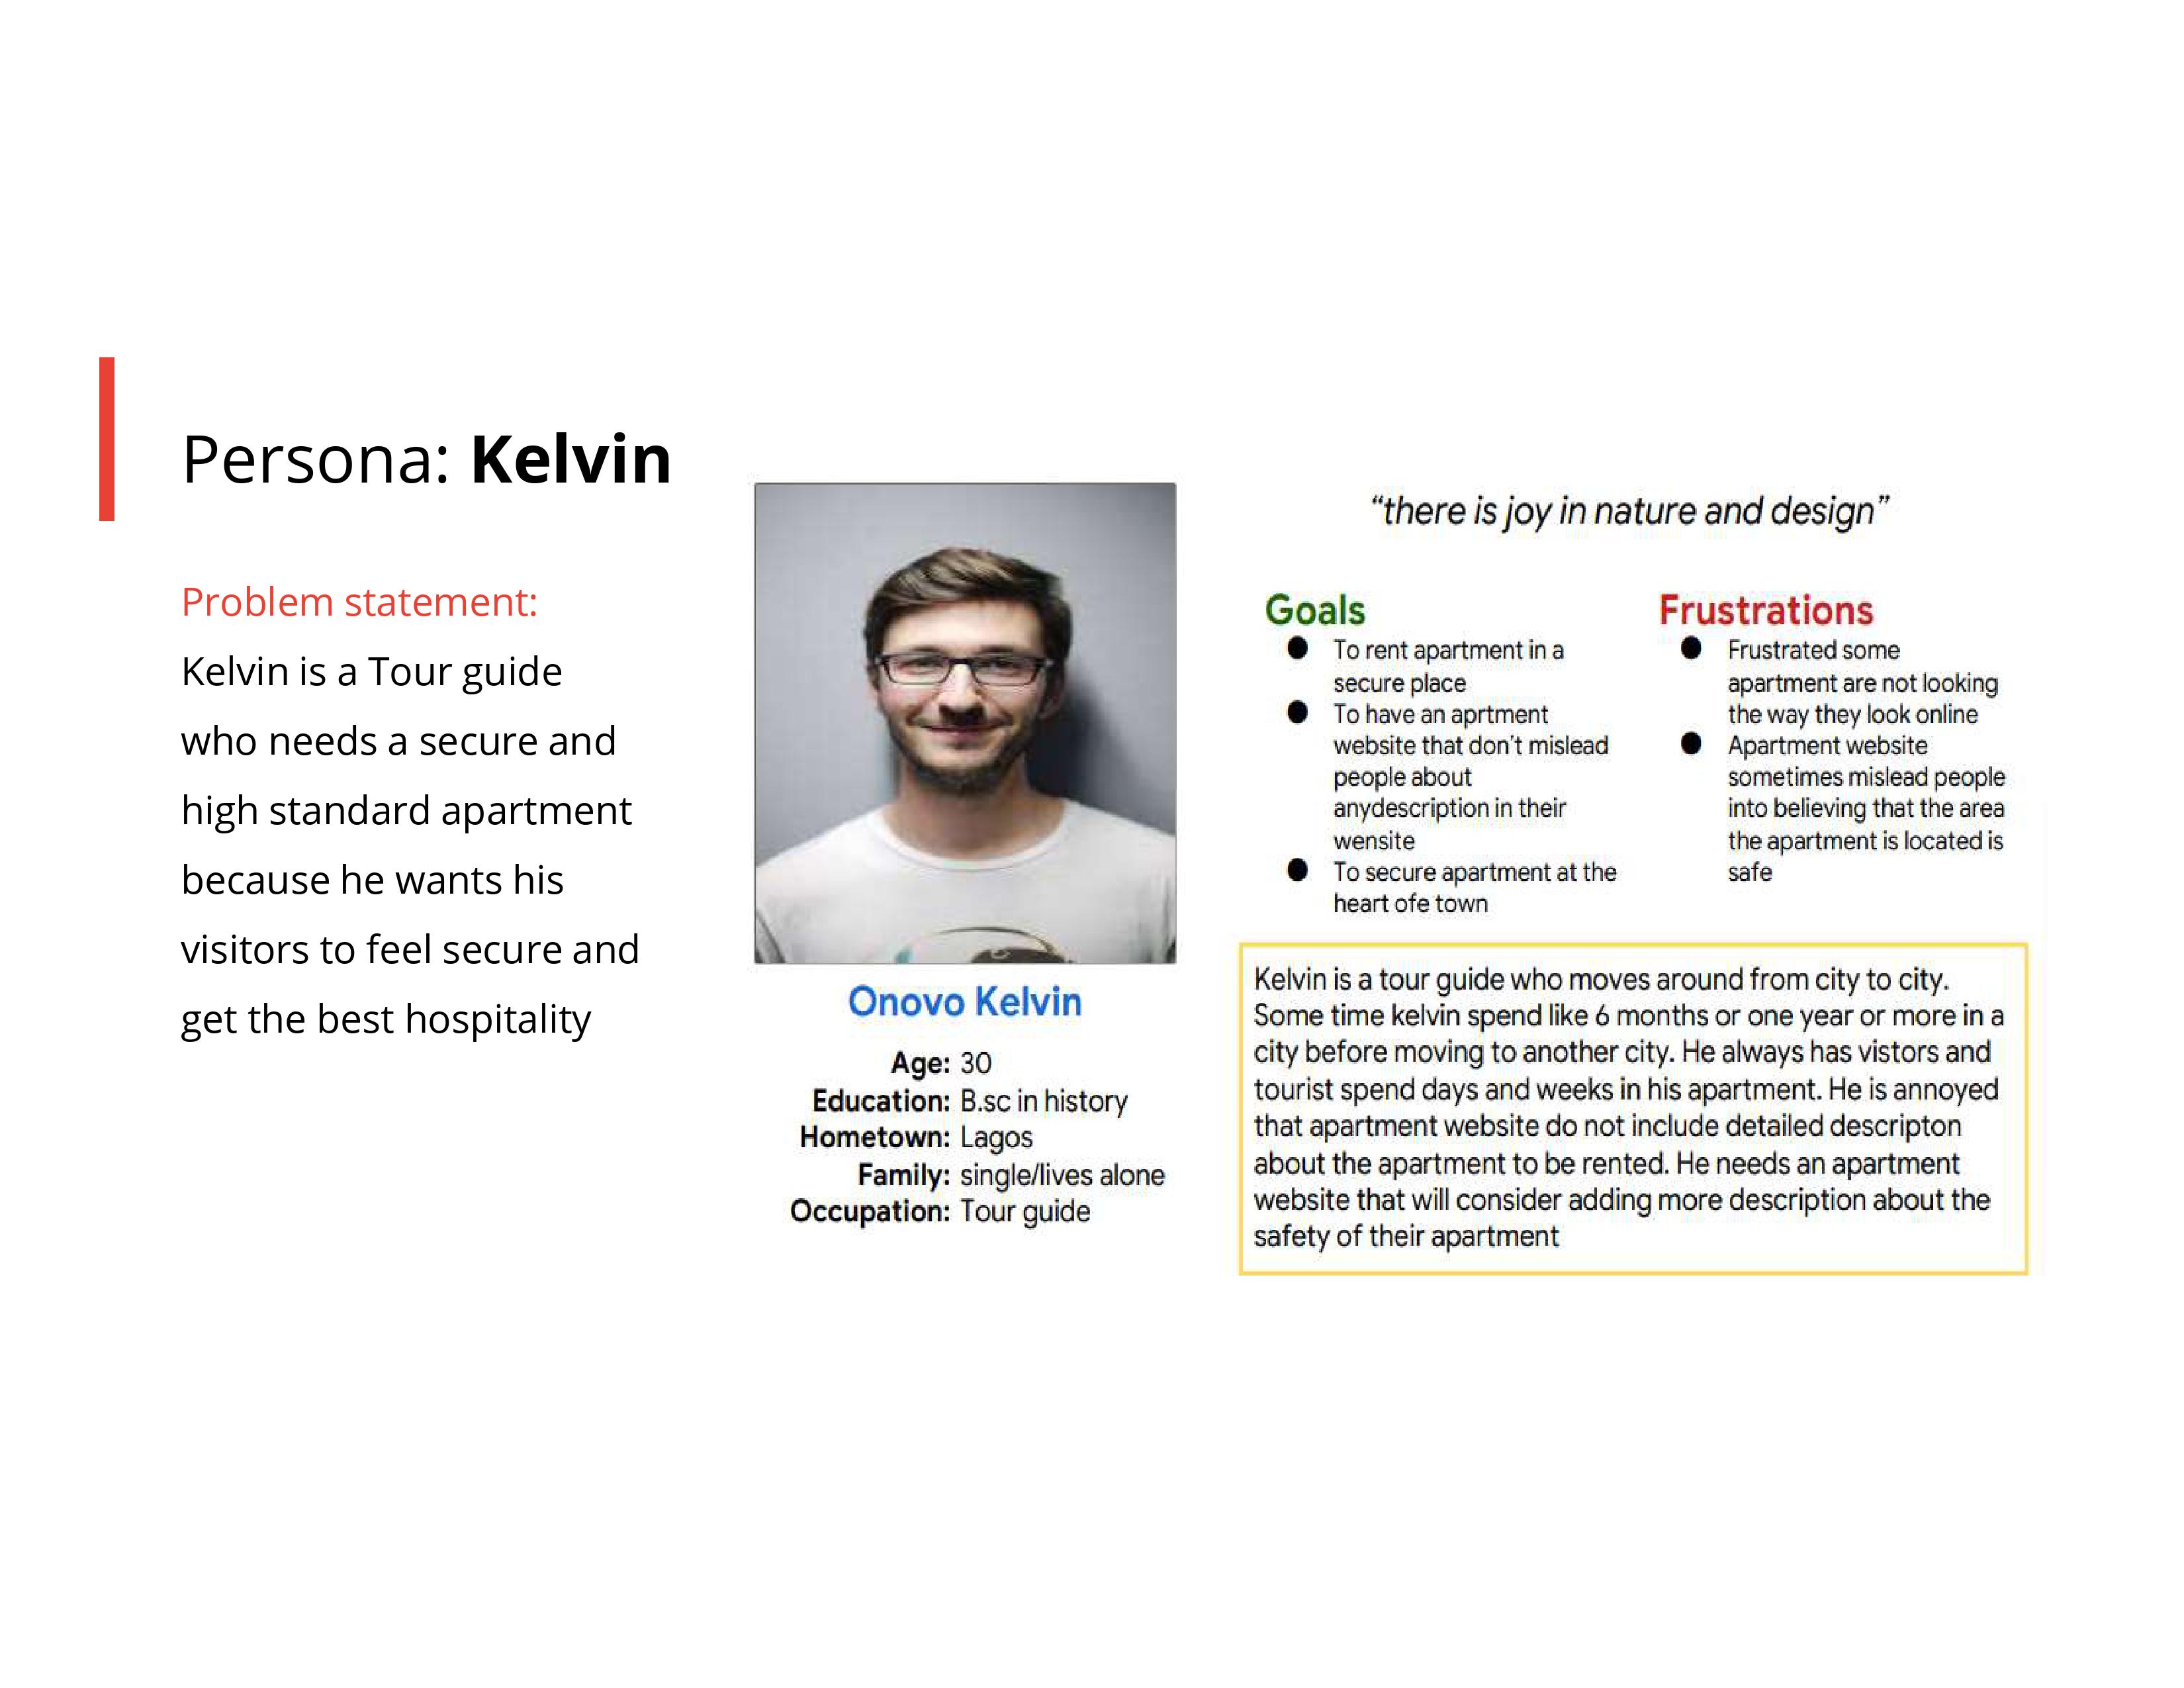 Persona: Kelvin
Problem statement:
Kelvin is a Tour guide
who needs a secure and
high standard apartment
because he wants his
visitors to feel secure and
get the best hospitality
Onovo Kelvin
Age: 30
Education: B.sc in history
Hometown: Lagos
Family: single/lives alone
Occupation: Tour guide
“there is joy in nature and design”
Goals
● To rent apartment in a
secure place
● To have an aprtment
website that don't mislead
people about
anydescription in their
wensite
● To secure apartment at the
heart ofe town
Frustrations
● Frustrated some
apartment are not looking
the way they look online
● Apartment website
sometimes mislead people
into believing that the area
the apartment is located is
safe
Kelvin is a tour guide who moves around from city to city.
Some time kelvin spend like 6 months or one year or more in a
city before moving to another city. He always has vistors and
tourist spend days and weeks in his apartment. He is annoyed
that apartment website do not include detailed descripton
about the apartment to be rented. He needs an apartment
website that will consider adding more description about the
safety of their apartment